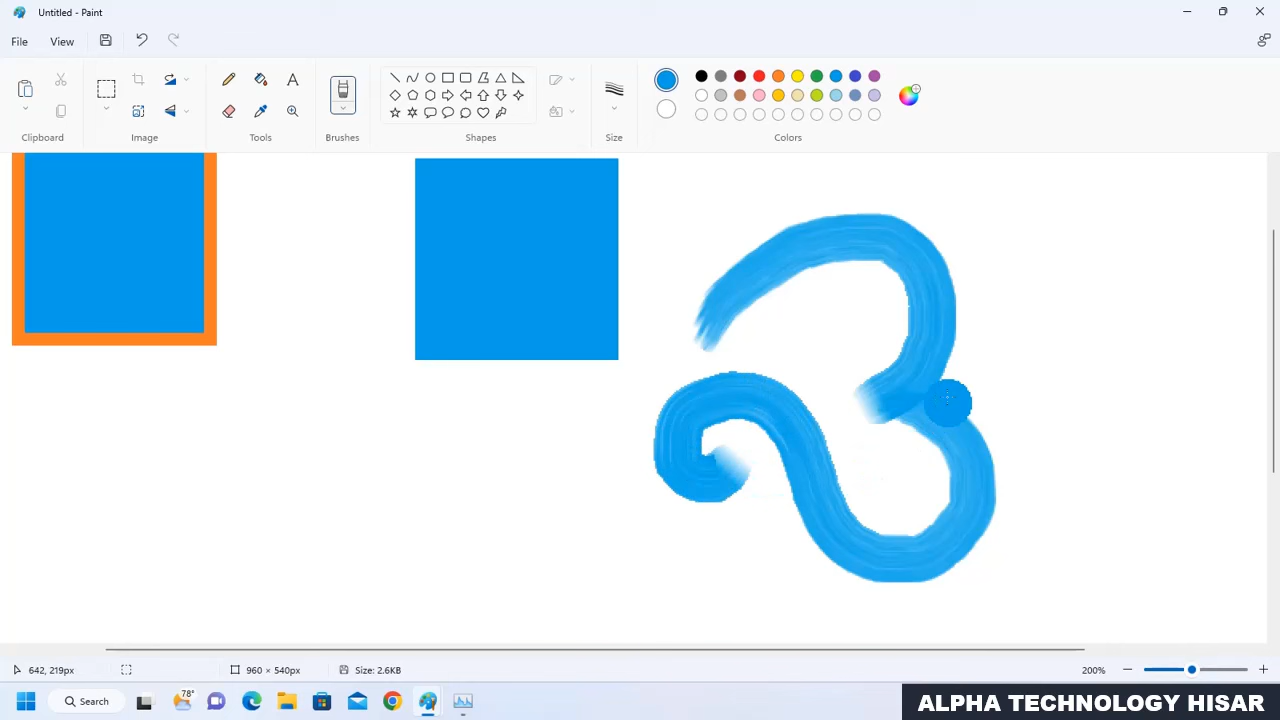 Untitled - Paint
File View
Clipboard Image Tools Brushes Shapes Size Colors
642, 219px 960 × 540px Size: 2.6KB 200%
78° Search
ALPHA TECHNOLOGY HISAR